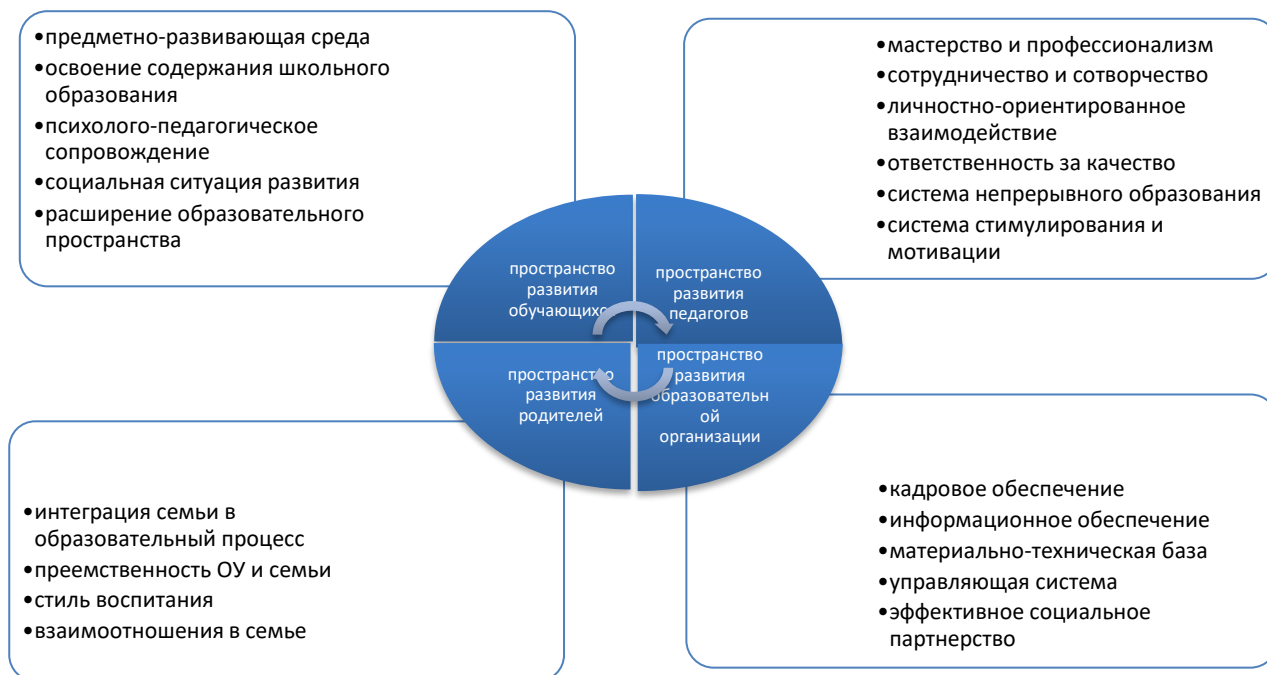 •предметно-развивающая среда
•освоение содержания школьного
образования
•психолого-педагогическое
сопровождение
•социальная ситуация развития
•расширение образовательного
пространства
•мастерство и профессионализм
•сотрудничество и сотворчество
•личностно-ориентированное
взаимодействие
•ответственность за качество
•система непрерывного образования
•система стимулирования и
мотивации
пространство
развития
обучающихс
пространство
развития
педагогов
пространство
развития
родителей
пространство
развития
образовательн
ой
организации
•интеграция семьи в
образовательный процесс
•преемственность ОУ и семьи
•стиль воспитания
•взаимоотношения в семье
•кадровое обеспечение
•информационное обеспечение
•материально-техническая база
•управляющая система
•эффективное социальное
партнерство